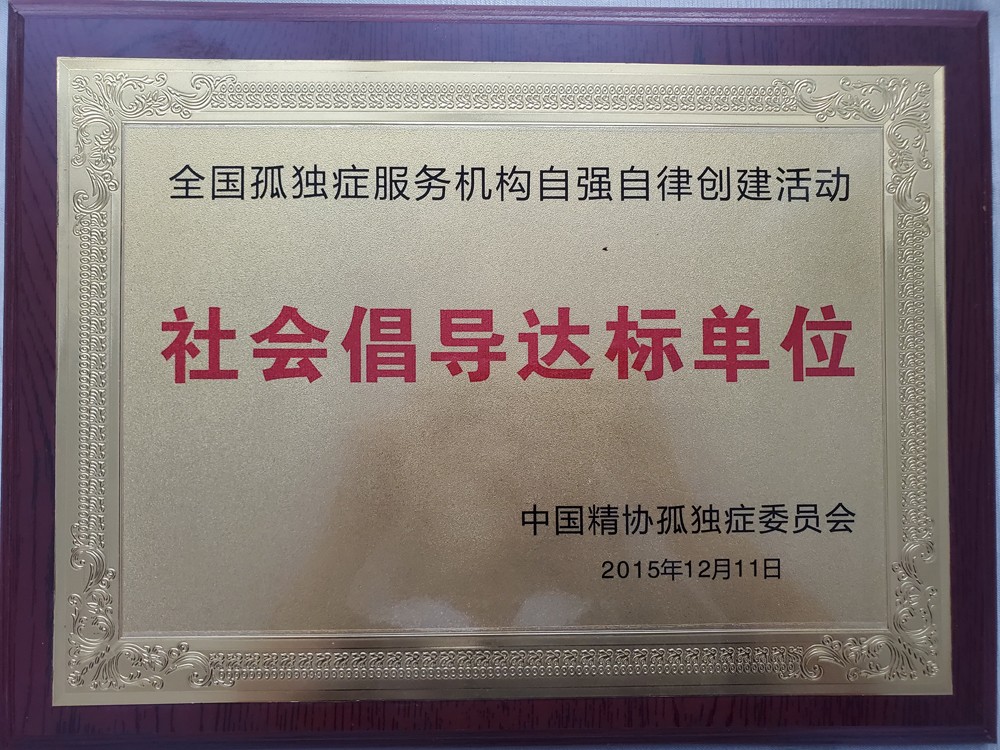 全国孤独症服务机构自强自律创建活动
社会倡导达标单位
中国精协孤独症委员会
2015年12月11日